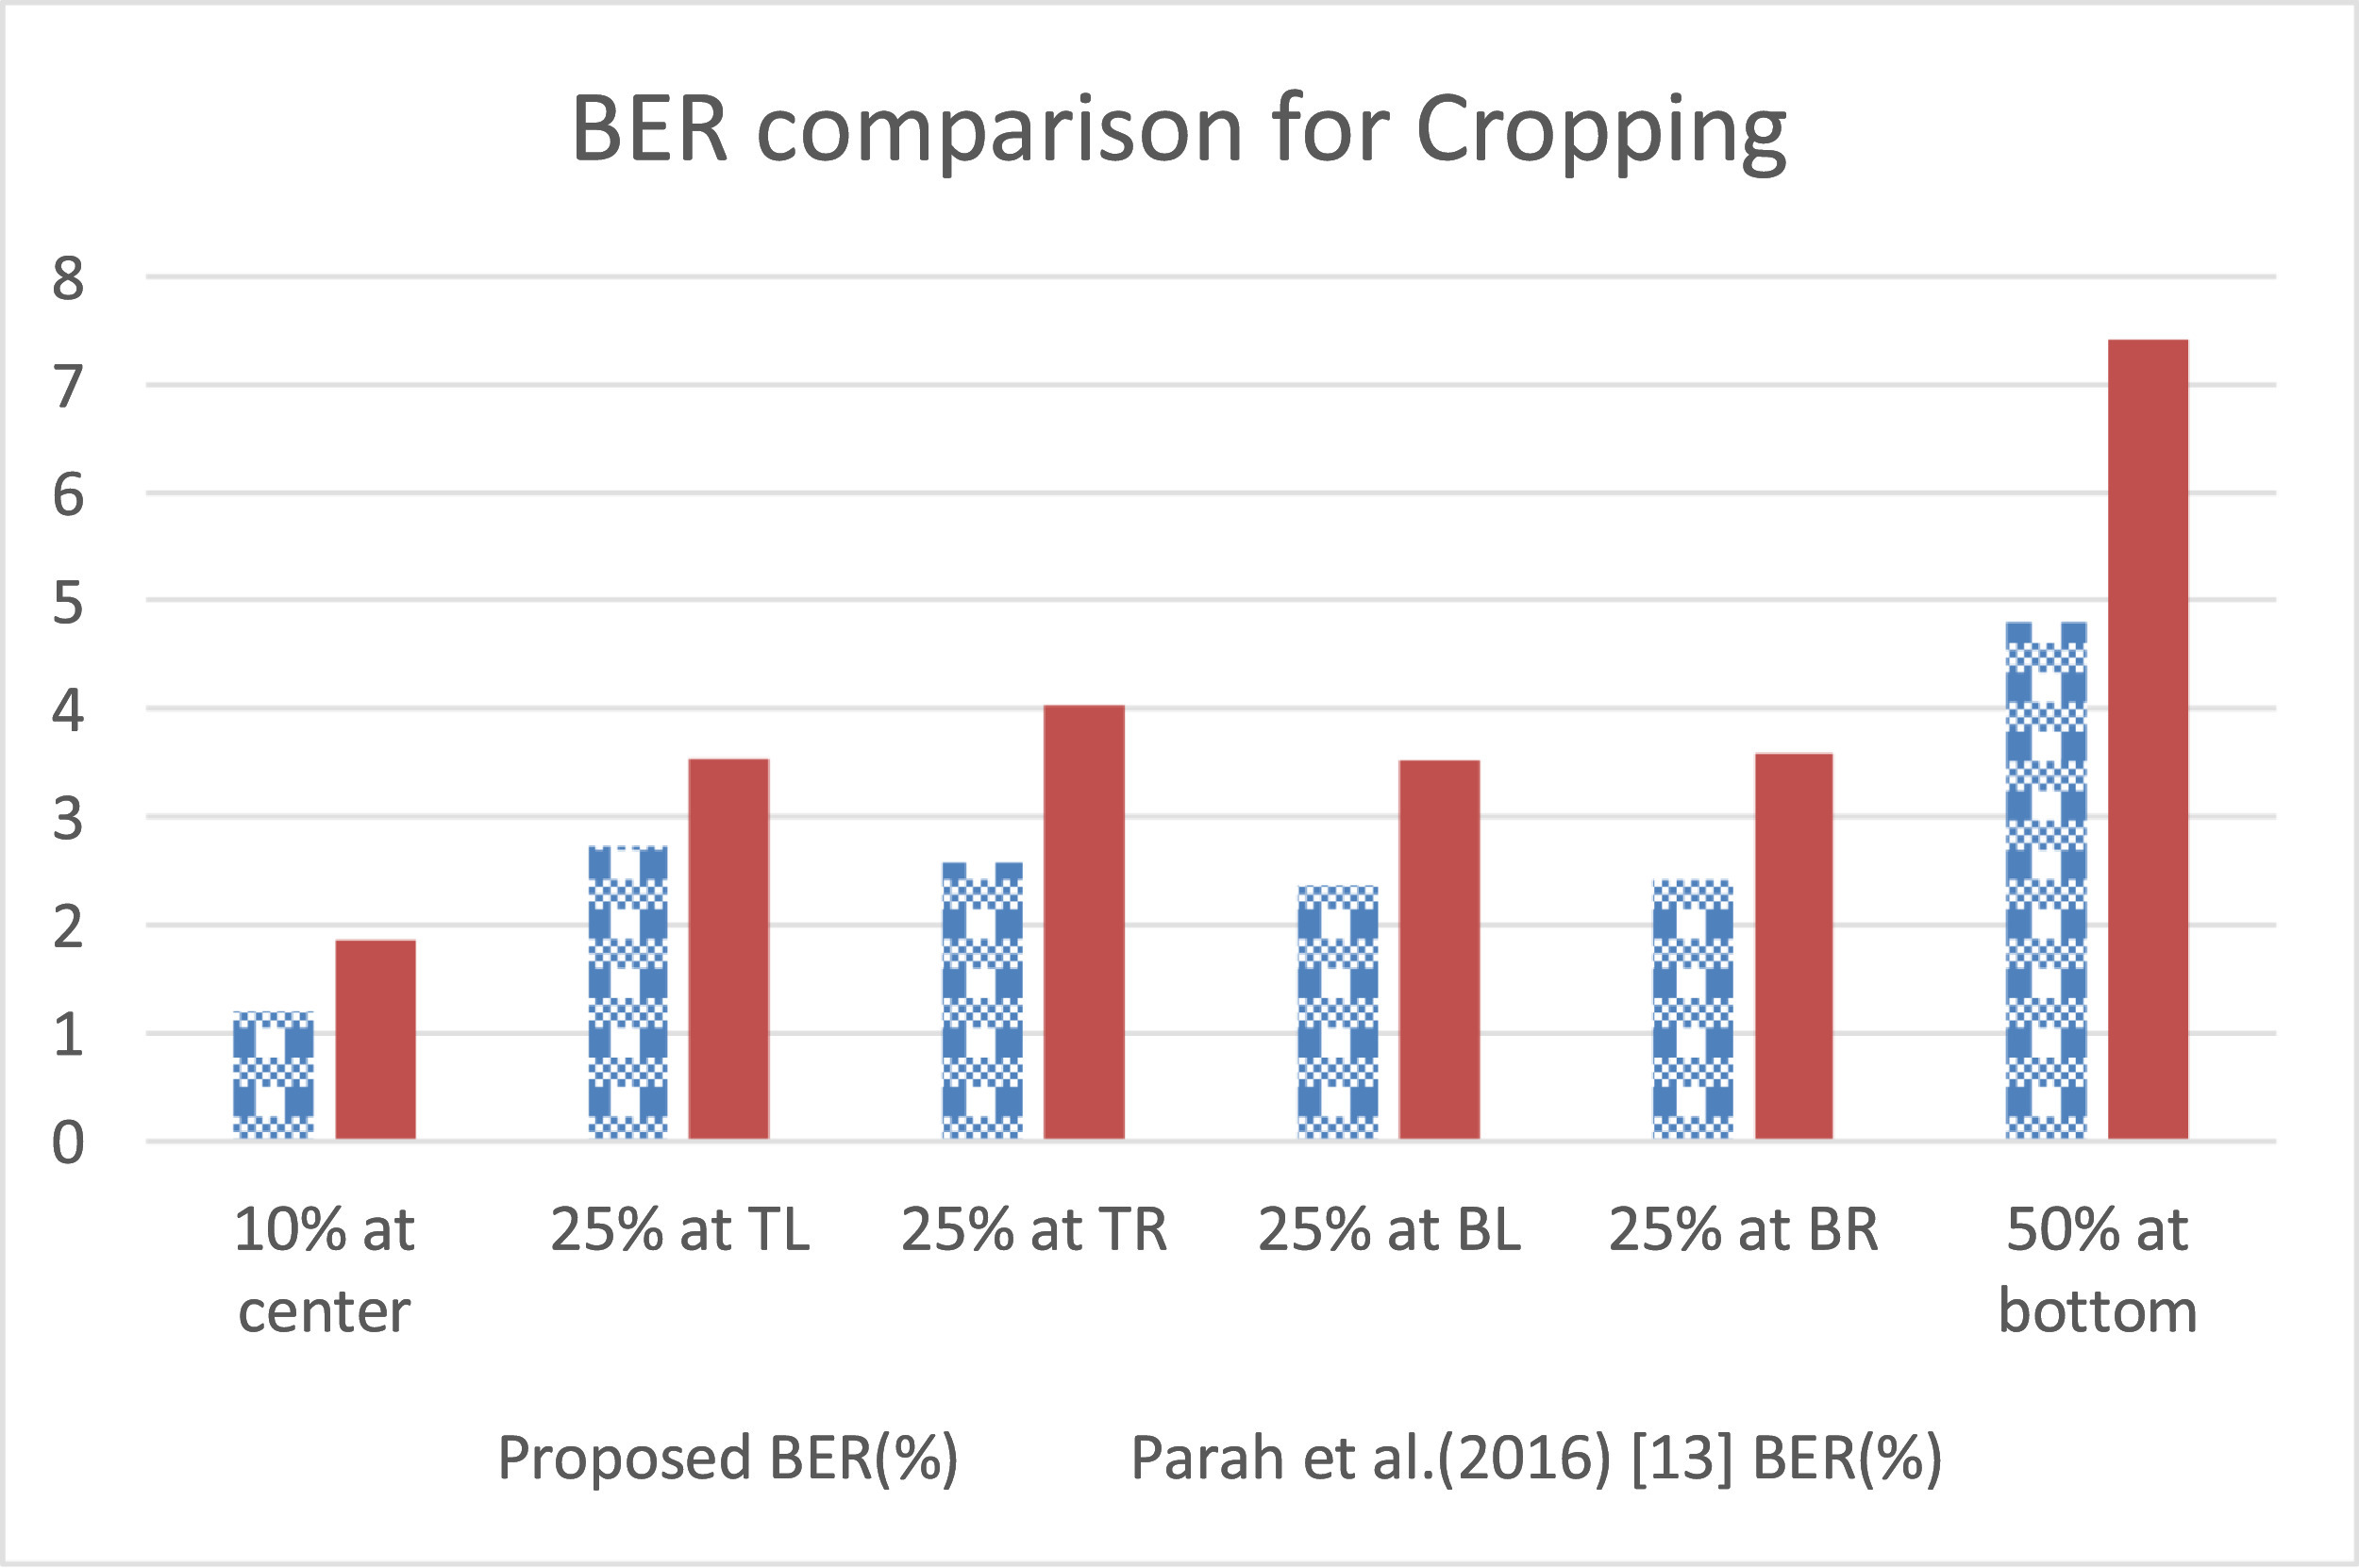 BER comparison for Cropping
8
7
6
5
4
3
2
1
0
10% at center
25% at TL
25% at TR
25% at BL
25% at BR
50% at bottom
Proposed BER(%)
Parah et al.(2016) [13] BER(%)